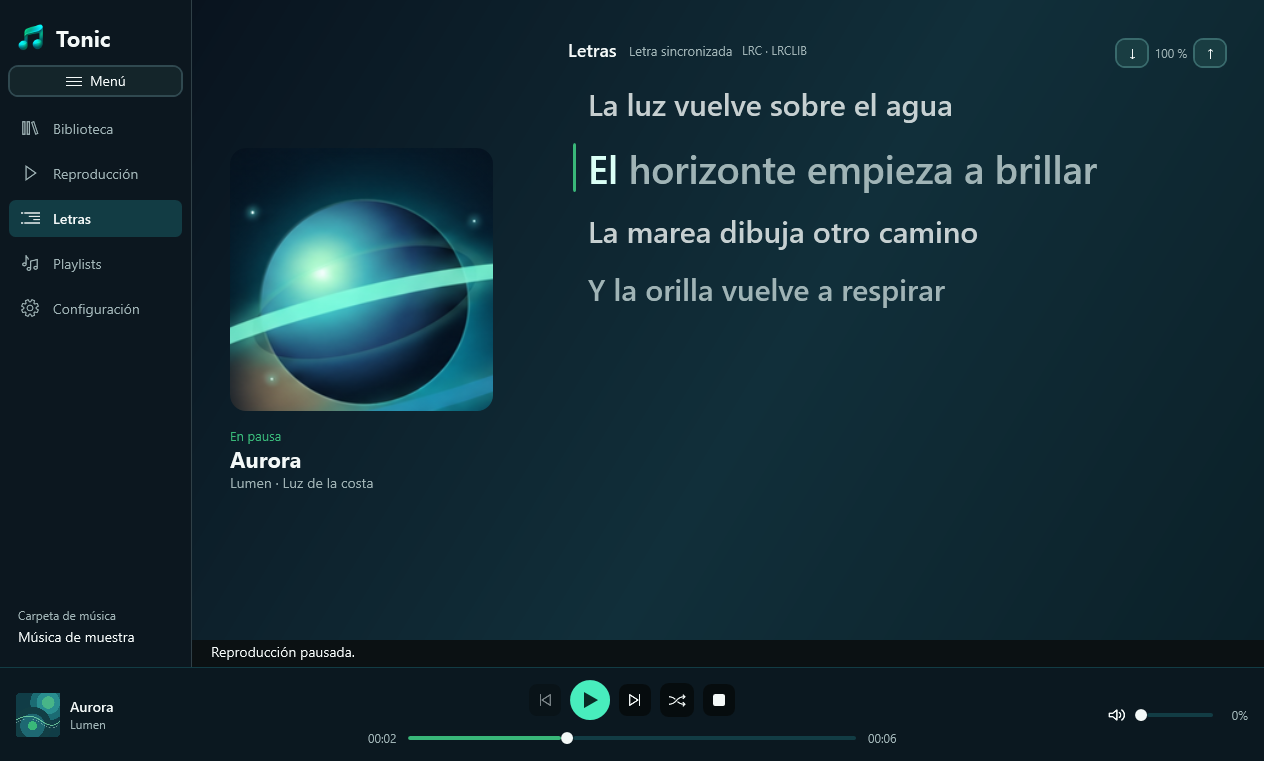 Tonic
Menú
Biblioteca
Reproducción
Letras
Playlists
Configuración
Carpeta de música
Música de muestra
Letras Letra sincronizada LRC · LRCLIB
↓ 100 % ↑
La luz vuelve sobre el agua
El horizonte empieza a brillar
La marea dibuja otro camino
Y la orilla vuelve a respirar
En pausa
Aurora
Lumen · Luz de la costa
Reproducción pausada.
Aurora
Lumen
00:02
00:06
0%